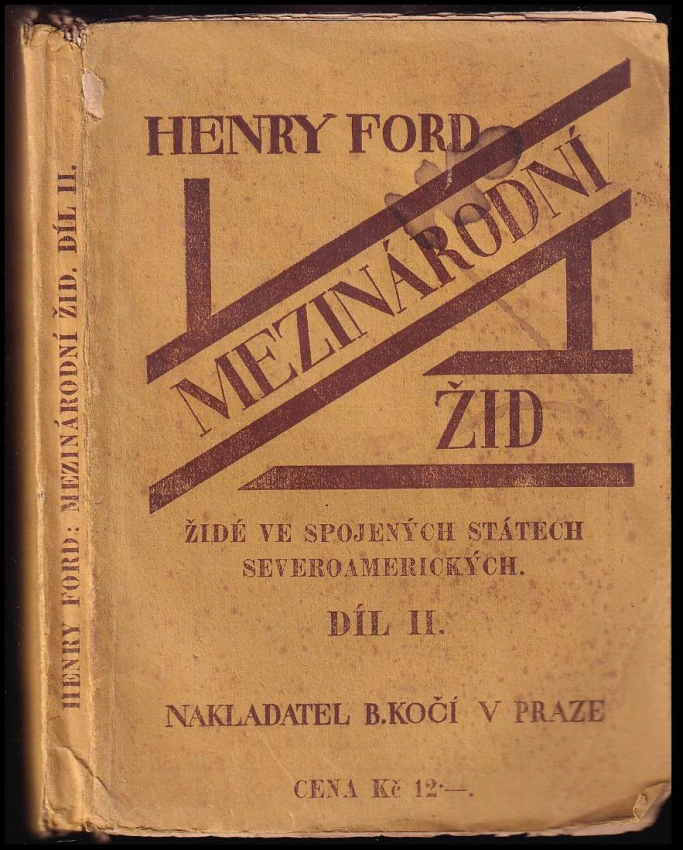 HENRY FORD
MEZINÁRODNÍ
ŽID
ŽIDÉ VE SPOJENÝCH STÁTECH
SEVEROAMERICKÝCH.
DÍL II.
NAKLADATEL B.KOČÍ V PRAZE
CENA Kč 12·—.
HENRY FORD: MEZINÁRODNÍ ŽID. DÍL II.